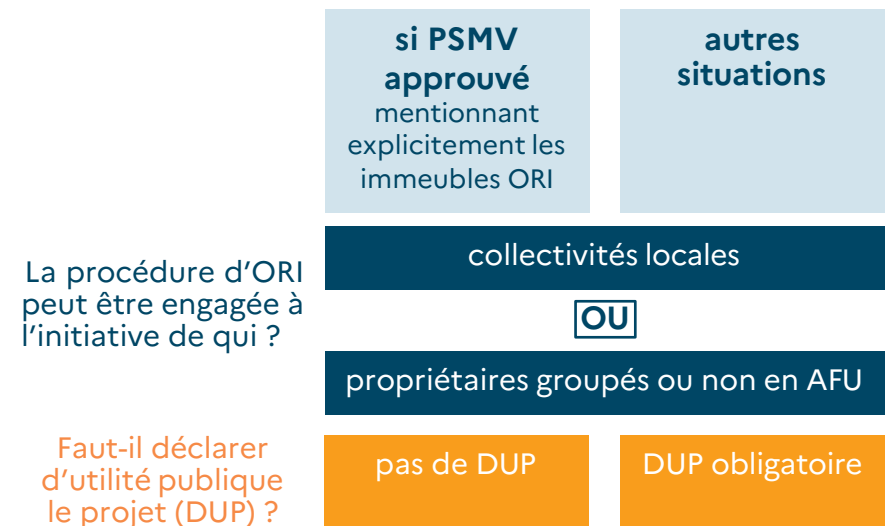 si PSMV
approuvé
mentionnant
explicitement les
immeubles ORI
autres
situations
La procédure d'ORI
peut être engagée à
l'initiative de qui ?
collectivités locales
OU
propriétaires groupés ou non en AFU
Faut-il déclarer
d'utilité publique
le projet (DUP) ?
pas de DUP
DUP obligatoire